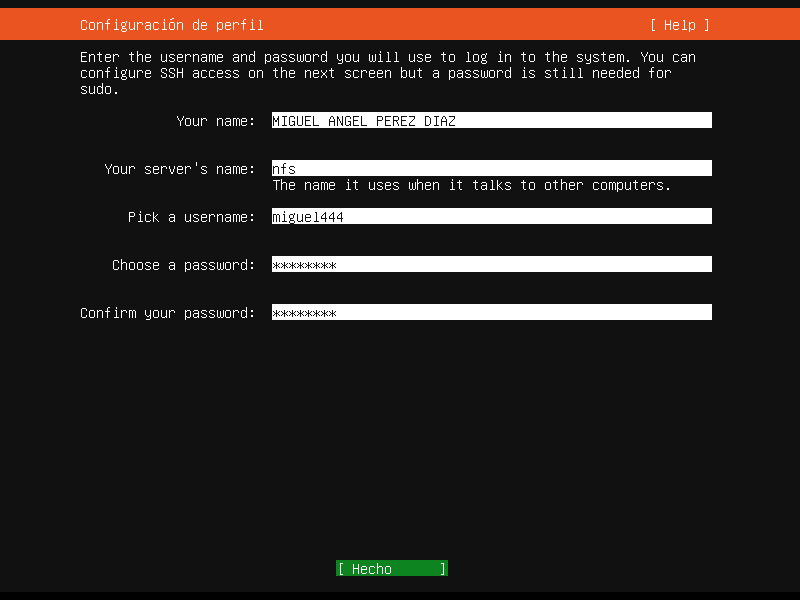 Configuración de perfil [ Help ]
Enter the username and password you will use to log in to the system. You can
configure SSH access on the next screen but a password is still needed for
sudo.
Your name: MIGUEL ANGEL PEREZ DIAZ
Your server's name: nfs
The name it uses when it talks to other computers.
Pick a username: miguel444
Choose a password: ********
Confirm your password: ********
[ Hecho ]